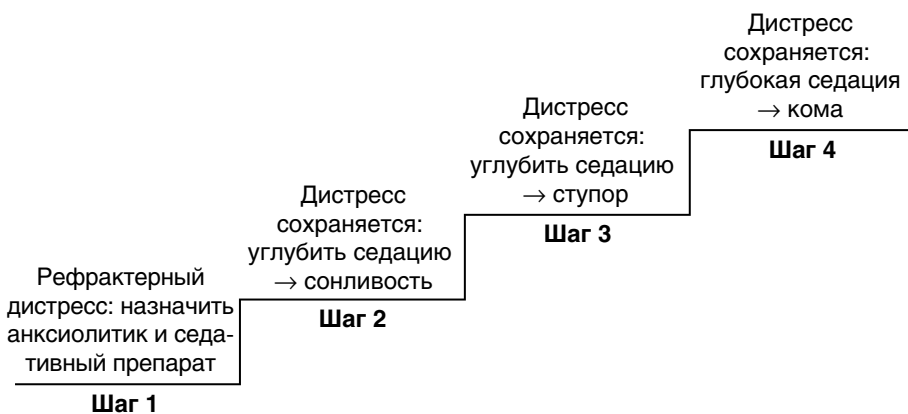 Рефрактерный
дистресс: назначить
анксиолитик и седа-
тивный препарат
Шаг 1
Дистресс
сохраняется:
углубить седацию
→ сонливость
Шаг 2
Дистресс
сохраняется:
углубить седацию
→ ступор
Шаг 3
Дистресс
сохраняется:
глубокая седация
→ кома
Шаг 4